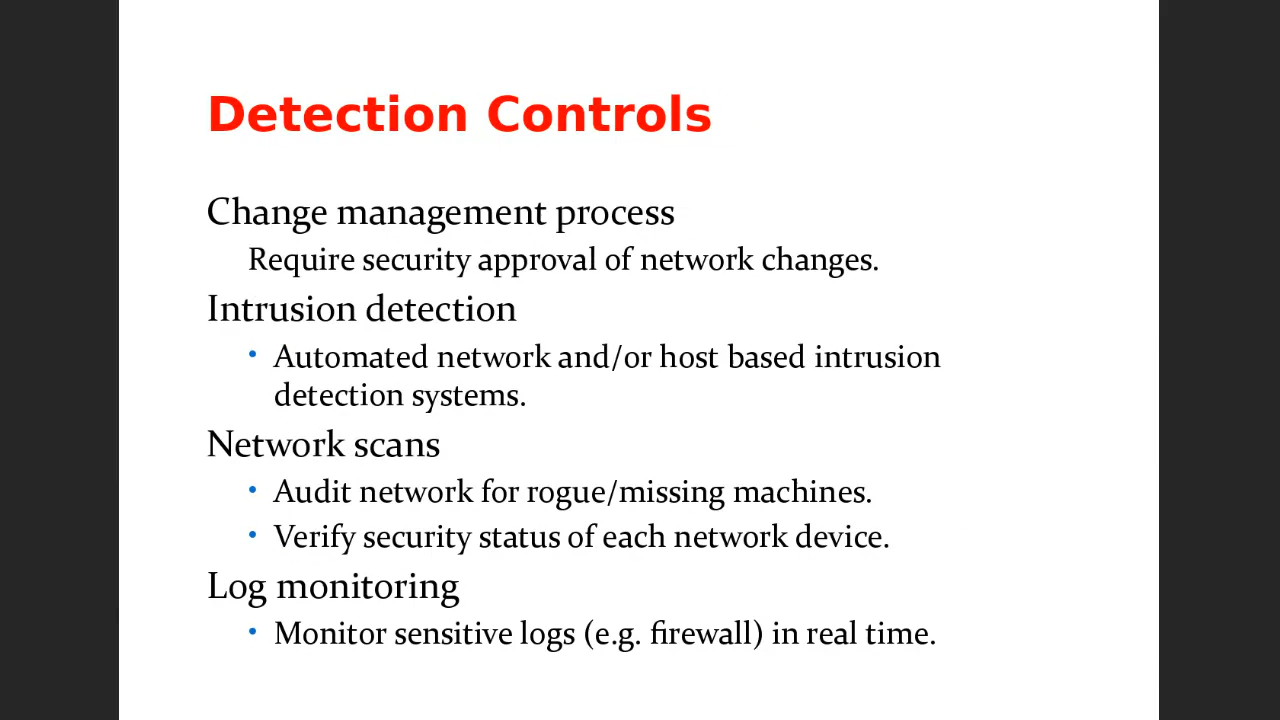 Detection Controls
Change management process
Require security approval of network changes.
Intrusion detection
• Automated network and/or host based intrusion
detection systems.
Network scans
• Audit network for rogue/missing machines.
• Verify security status of each network device.
Log monitoring
• Monitor sensitive logs (e.g. firewall) in real time.